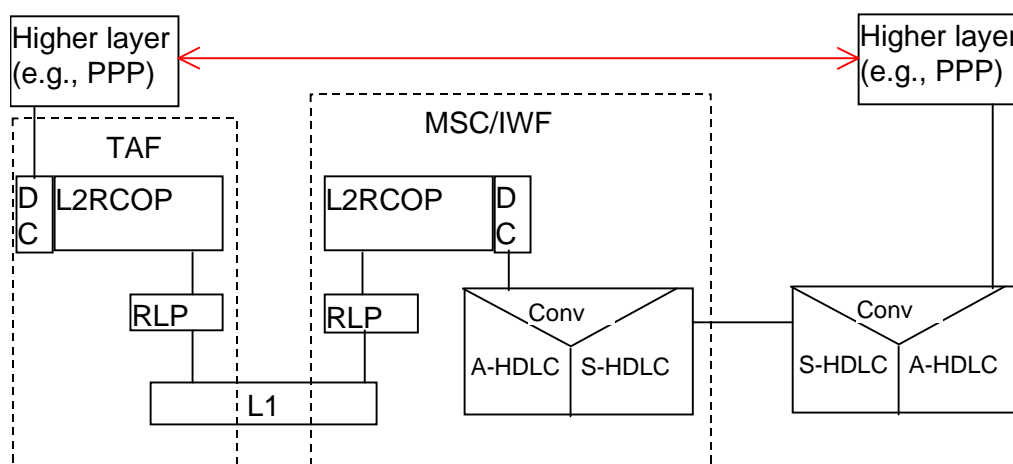 Higher layer
(e.g., PPP)
Higher layer
(e.g., PPP)
MSC/IWF
TAF
D
C
L2RCOP
L2RCOP
D
C
RLP
RLP
Conv
A-HDLC
S-HDLC
Conv
S-HDLC
A-HDLC
L1